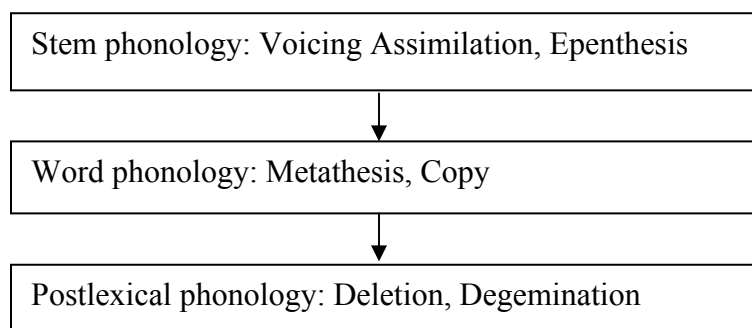 Stem phonology: Voicing Assimilation, Epenthesis
Word phonology: Metathesis, Copy
Postlexical phonology: Deletion, Degemination